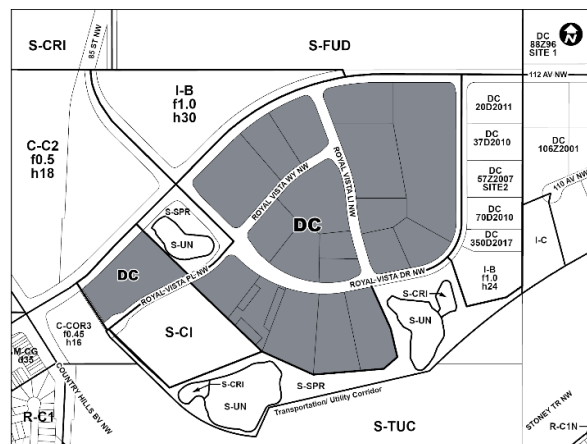 S-CRI
85 ST NW
S-FUD
DC
88Z96
SITE 1
N
112 AV NW
I-B
f1.0
h30
C-C2
f0.5
h18
DC
20D2011
DC
37D2010
DC
106Z2001
DC
57Z2007
SITE2
110 AV NW
DC
70D2010
DC
350D2017
I-C
I-B
f1.0
h24
ROYAL VISTA WY NW
ROYAL VISTA LI NW
DC
S-SPR
S-UN
DC
ROYAL VISTA PL NW
ROYAL VISTA DR NW
S-CRI
S-UN
C-COR3
f0.45
h16
S-CI
M-CG
d35
COUNTRY HILLS BV NW
R-C1
S-CRI
S-UN
S-SPR
Transportation/ Utility Corridor
S-TUC
STONEY TR NW
R-C1N